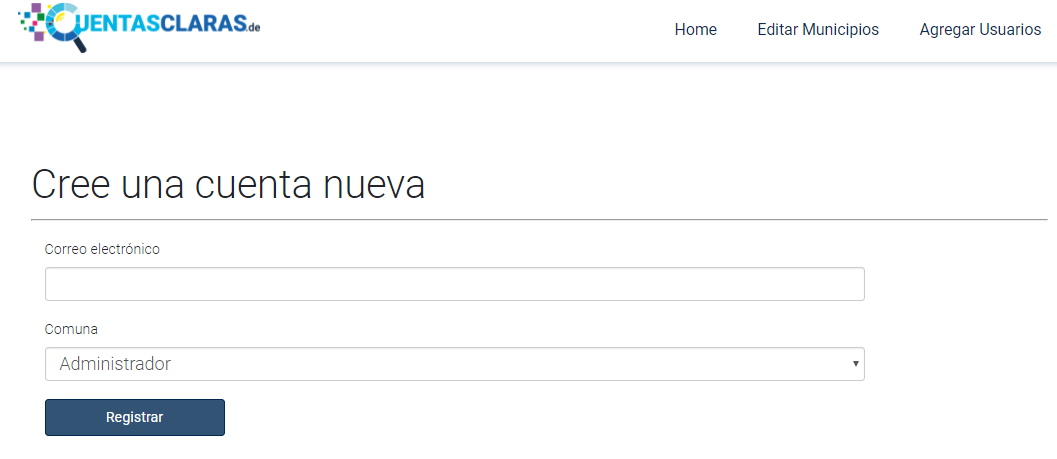 CUENTASCLARAS.de
Home Editar Municipios Agregar Usuarios
Cree una cuenta nueva
Correo electrónico
Comuna
Administrador
Registrar